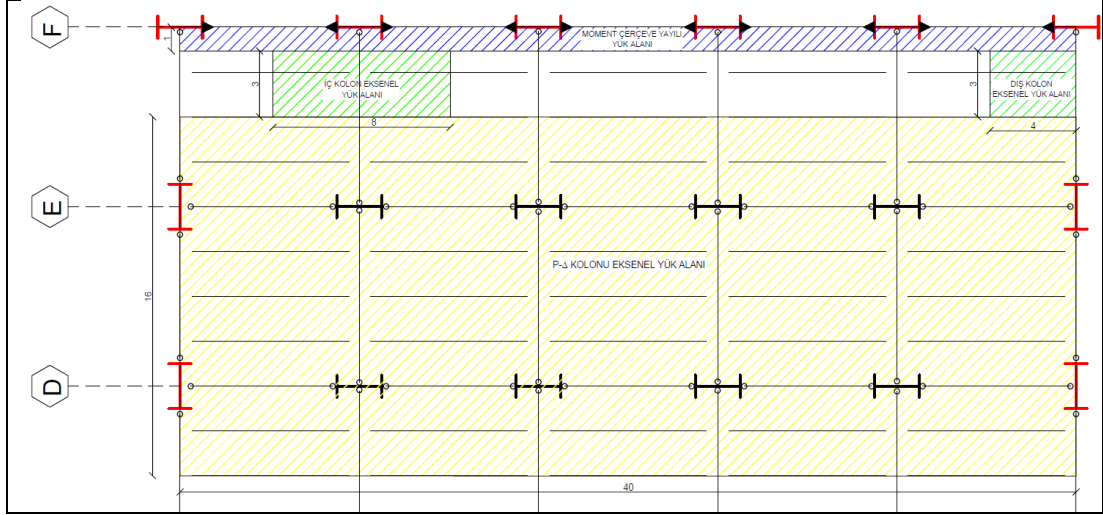 F
1
MOMENT ÇERÇEVE YAYILI
YÜK ALANI
3
İÇ KOLON EKSENEL
YÜK ALANI
8
3
DIŞ KOLON
EKSENEL YÜK ALANI
4
E
P-Δ KOLONU EKSENEL YÜK ALANI
16
D
40